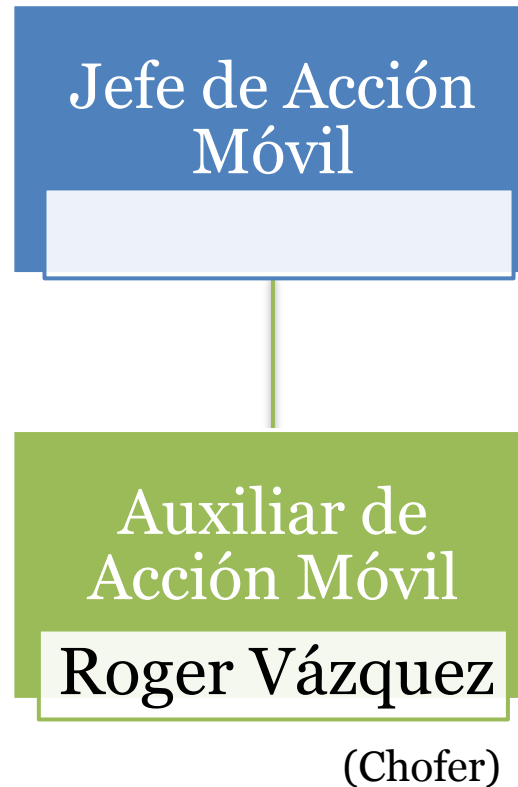 Jefe de Acción
Móvil
Auxiliar de
Acción Móvil
Roger Vázquez
(Chofer)